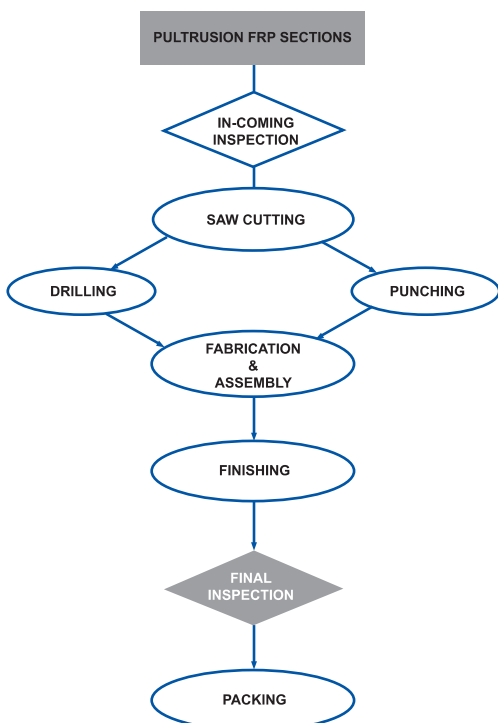 PULTRUSION FRP SECTIONS
IN-COMING
INSPECTION
SAW CUTTING
DRILLING
PUNCHING
FABRICATION
&
ASSEMBLY
FINISHING
FINAL
INSPECTION
PACKING